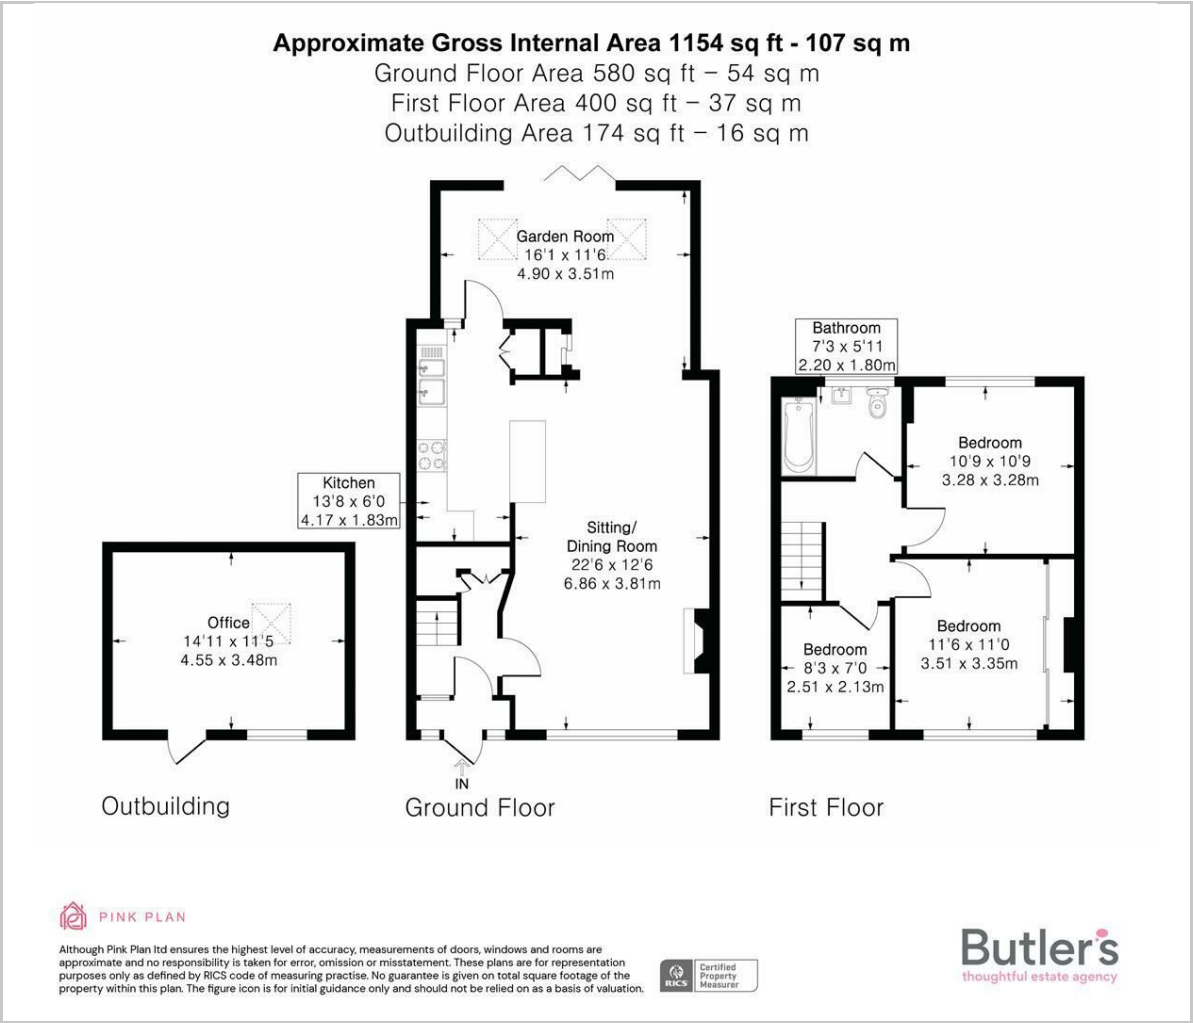 Approximate Gross Internal Area 1154 sq ft - 107 sq m
Ground Floor Area 580 sq ft – 54 sq m
First Floor Area 400 sq ft – 37 sq m
Outbuilding Area 174 sq ft – 16 sq m
Garden Room
16'1 x 11'6
4.90 x 3.51m
Kitchen
13'8 x 6'0
4.17 x 1.83m
Sitting/
Dining Room
22'6 x 12'6
6.86 x 3.81m
IN
Office
14'11 x 11'5
4.55 x 3.48m
Bathroom
7'3 x 5'11
2.20 x 1.80m
Bedroom
10'9 x 10'9
3.28 x 3.28m
Bedroom
11'6 x 11'0
3.51 x 3.35m
Bedroom
8'3 x 7'0
2.51 x 2.13m
Outbuilding
Ground Floor
First Floor
PINK PLAN
Although Pink Plan ltd ensures the highest level of accuracy, measurements of doors, windows and rooms are
approximate and no responsibility is taken for error, omission or misstatement. These plans are for representation
purposes only as defined by RICS code of measuring practise. No guarantee is given on total square footage of the
property within this plan. The figure icon is for initial guidance only and should not be relied on as a basis of valuation.
RICS
Certified
Property
Measurer
Butler's
thoughtful estate agency